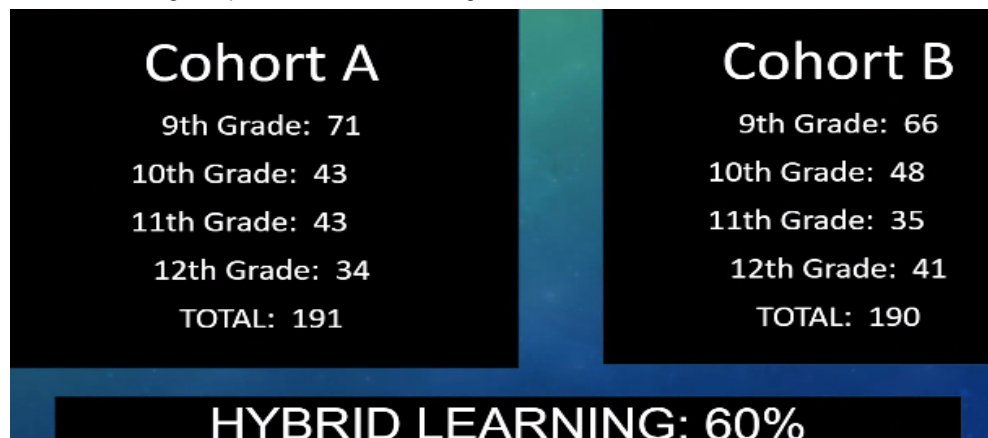 Cohort A
9th Grade: 71
10th Grade: 43
11th Grade: 43
12th Grade: 34
TOTAL: 191
Cohort B
9th Grade: 66
10th Grade: 48
11th Grade: 35
12th Grade: 41
TOTAL: 190
HYBRID LEARNING: 60%